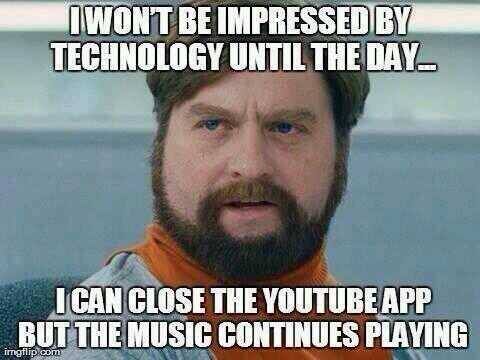 I WON'T BE IMPRESSED BY
TECHNOLOGY UNTIL THE DAY...
I CAN CLOSE THE YOUTUBE APP
BUT THE MUSIC CONTINUES PLAYING
imgflip.com